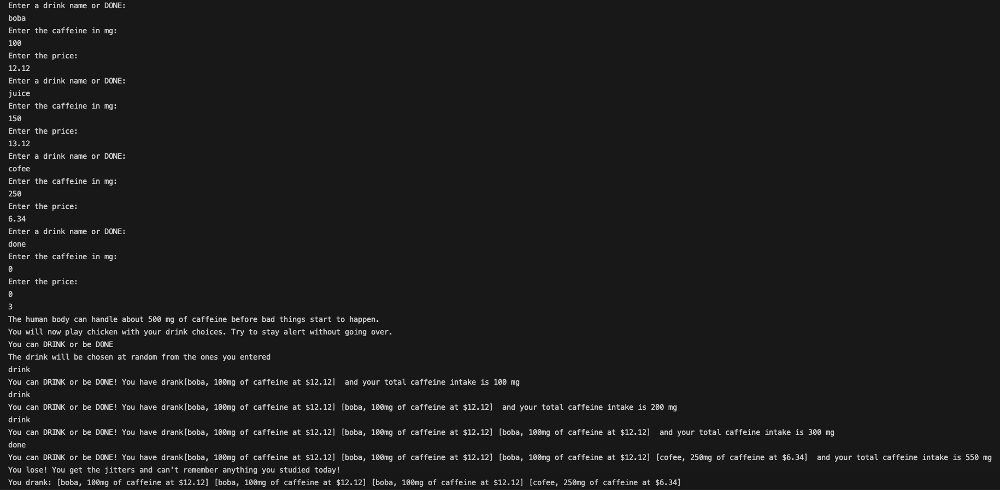 Enter a drink name or DONE:
boba
Enter the caffeine in mg:
100
Enter the price:
12.12
Enter a drink name or DONE:
juice
Enter the caffeine in mg:
150
Enter the price:
13.12
Enter a drink name or DONE:
cofee
Enter the caffeine in mg:
250
Enter the price:
6.34
Enter a drink name or DONE:
done
Enter the caffeine in mg:
0
Enter the price:
0
3
The human body can handle about 500 mg of caffeine before bad things start to happen.
You will now play chicken with your drink choices. Try to stay alert without going over.
You can DRINK or be DONE
The drink will be chosen at random from the ones you entered
drink
You can DRINK or be DONE! You have drank[boba, 100mg of caffeine at $12.12]  and your total caffeine intake is 100 mg
drink
You can DRINK or be DONE! You have drank[boba, 100mg of caffeine at $12.12] [boba, 100mg of caffeine at $12.12]  and your total caffeine intake is 200 mg
drink
You can DRINK or be DONE! You have drank[boba, 100mg of caffeine at $12.12] [boba, 100mg of caffeine at $12.12] [boba, 100mg of caffeine at $12.12]  and your total caffeine intake is 300 mg
done
You can DRINK or be DONE! You have drank[boba, 100mg of caffeine at $12.12] [boba, 100mg of caffeine at $12.12] [boba, 100mg of caffeine at $12.12] [cofee, 250mg of caffeine at $6.34]  and your total caffeine intake is 550 mg
You lose! You get the jitters and can't remember anything you studied today!
You drank: [boba, 100mg of caffeine at $12.12] [boba, 100mg of caffeine at $12.12] [boba, 100mg of caffeine at $12.12] [cofee, 250mg of caffeine at $6.34]